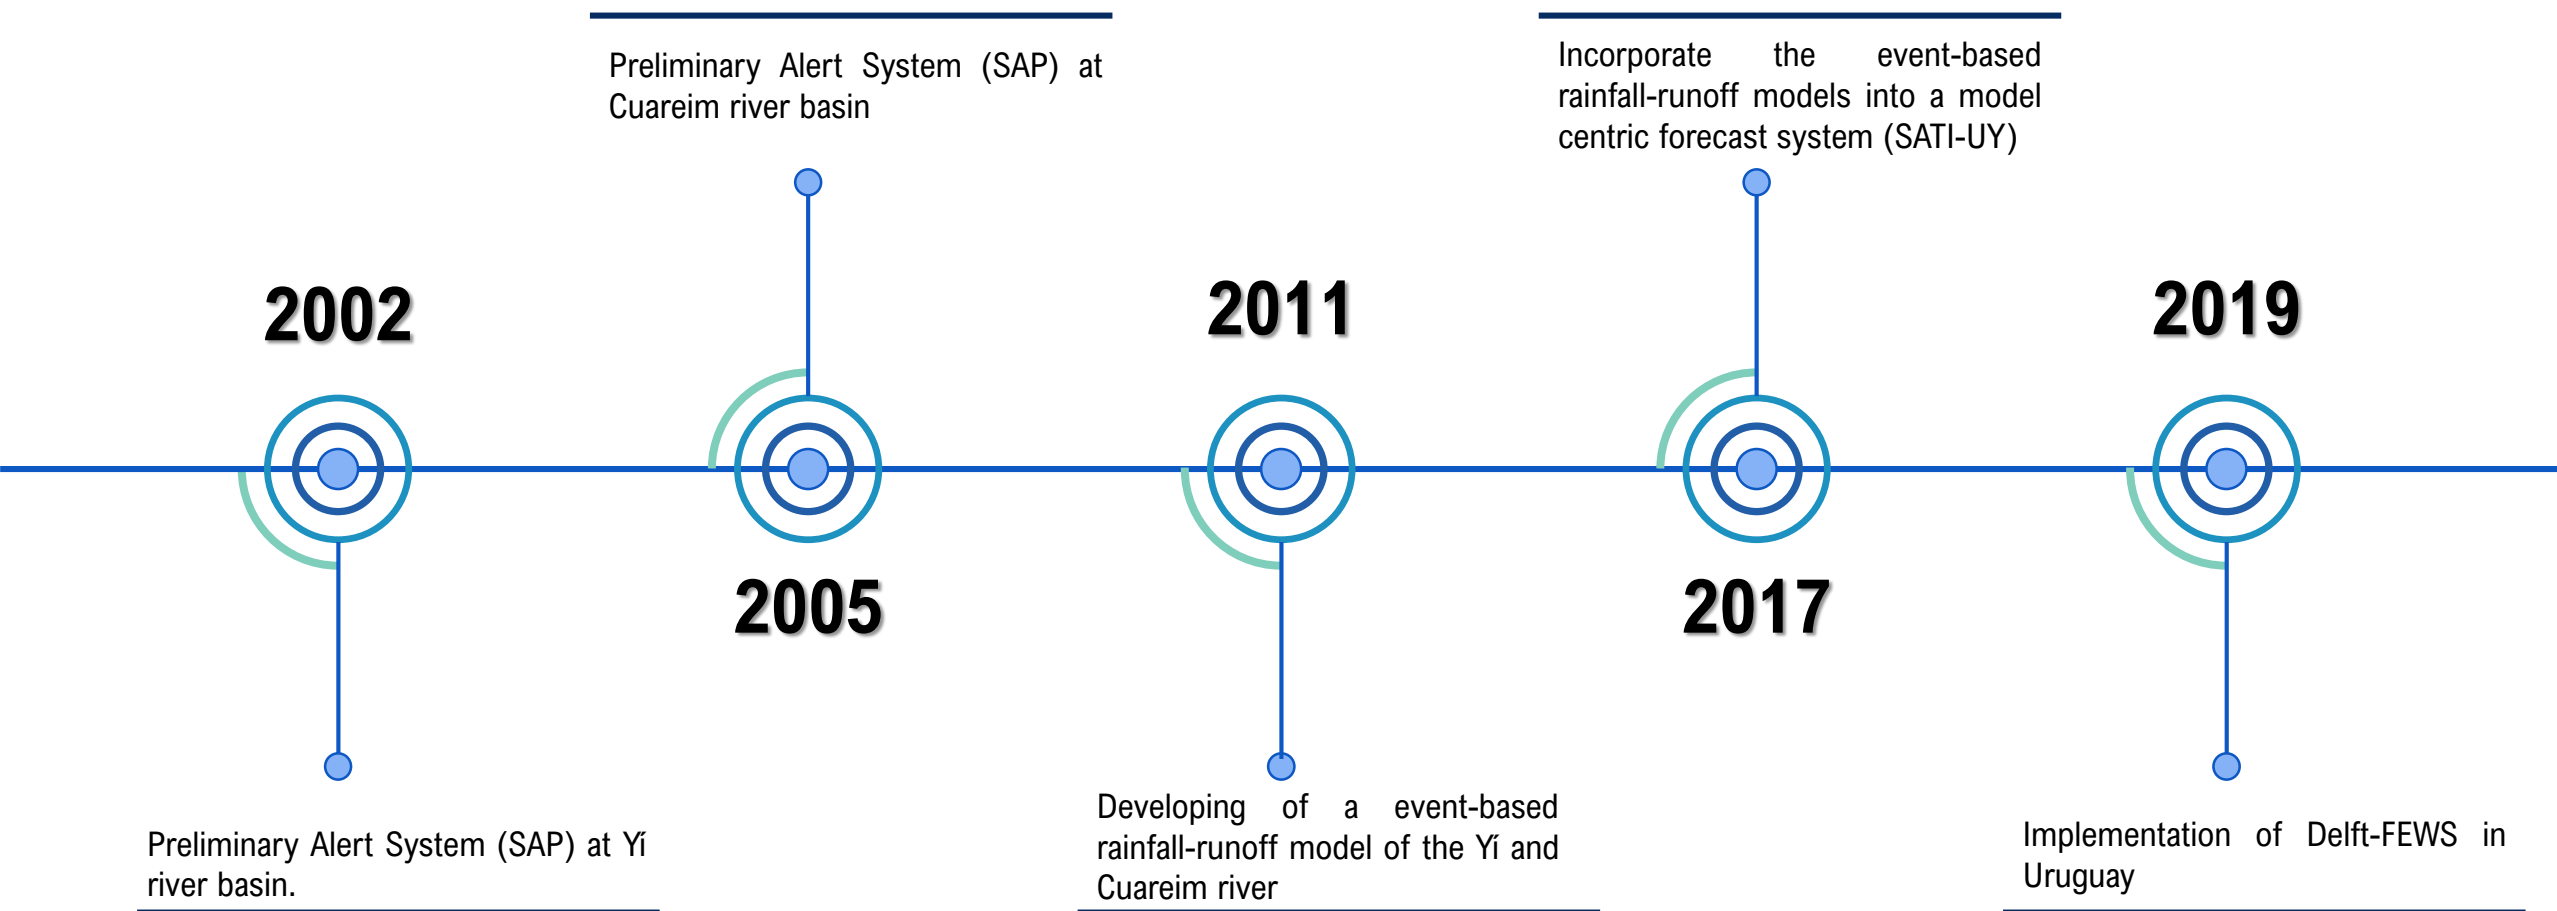 Preliminary Alert System (SAP) at
Cuareim river basin
Incorporate the event-based
rainfall-runoff models into a model
centric forecast system (SATI-UY)
2002
2011
2019
2005
2017
Preliminary Alert System (SAP) at Yí
river basin.
Developing of a event-based
rainfall-runoff model of the Yí and
Cuareim river
Implementation of Delft-FEWS in
Uruguay